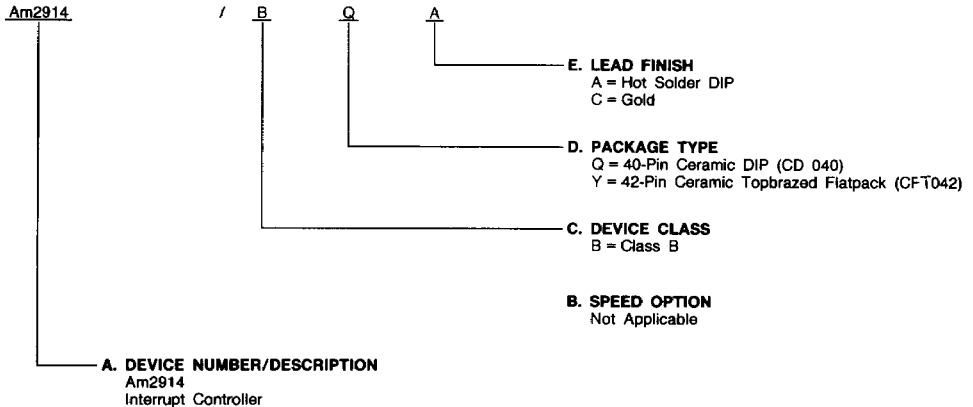 Am2914 / B Q A
E. LEAD FINISH
A = Hot Solder DIP
C = Gold
D. PACKAGE TYPE
Q = 40-Pin Ceramic DIP (CD 040)
Y = 42-Pin Ceramic Topbrazed Flatpack (CFT042)
C. DEVICE CLASS
B = Class B
B. SPEED OPTION
Not Applicable
A. DEVICE NUMBER/DESCRIPTION
Am2914
Interrupt Controller